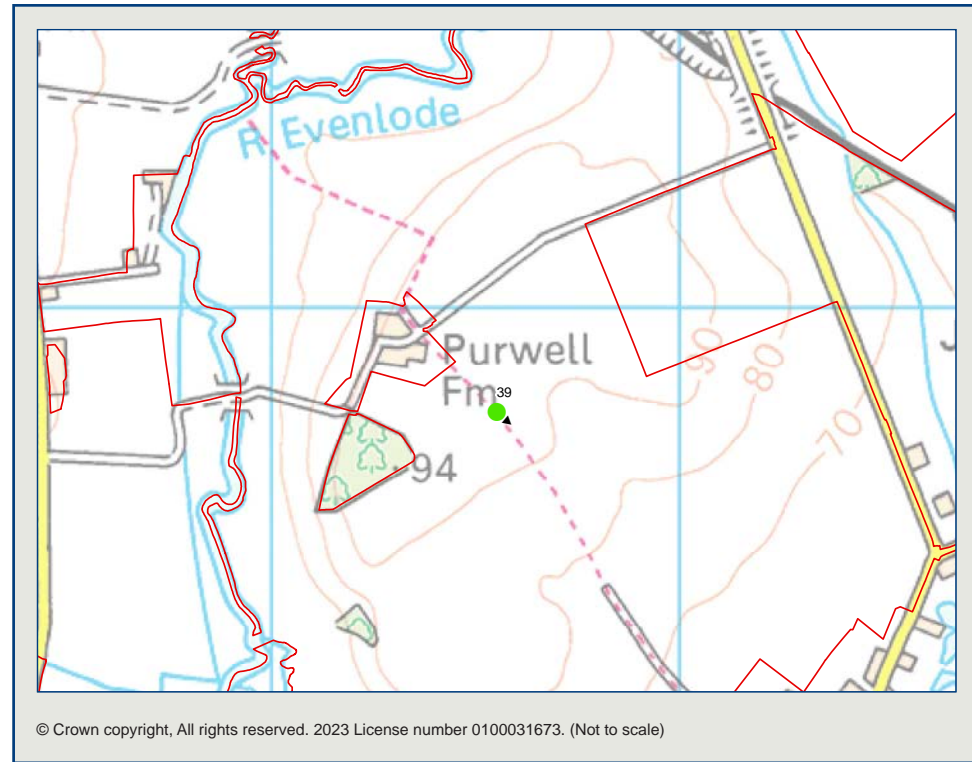 R Evenlode
Purwell
Fm
39
94
90
80
70
© Crown copyright, All rights reserved. 2023 License number 0100031673. (Not to scale)